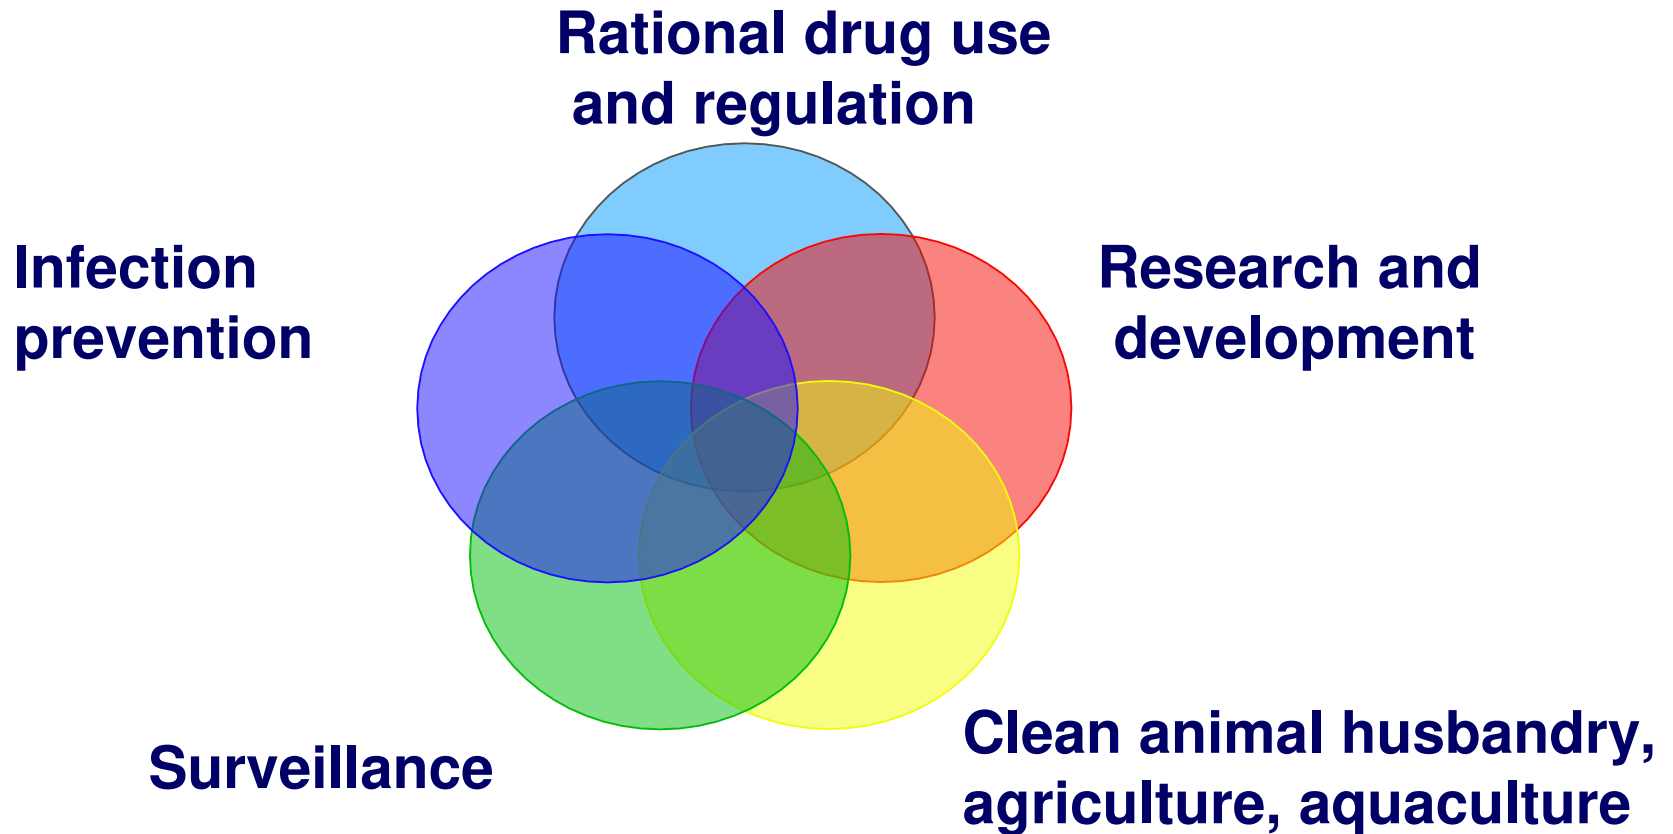 Rational drug use
and regulation
Infection
prevention
Research and
development
Surveillance
Clean animal husbandry,
agriculture, aquaculture